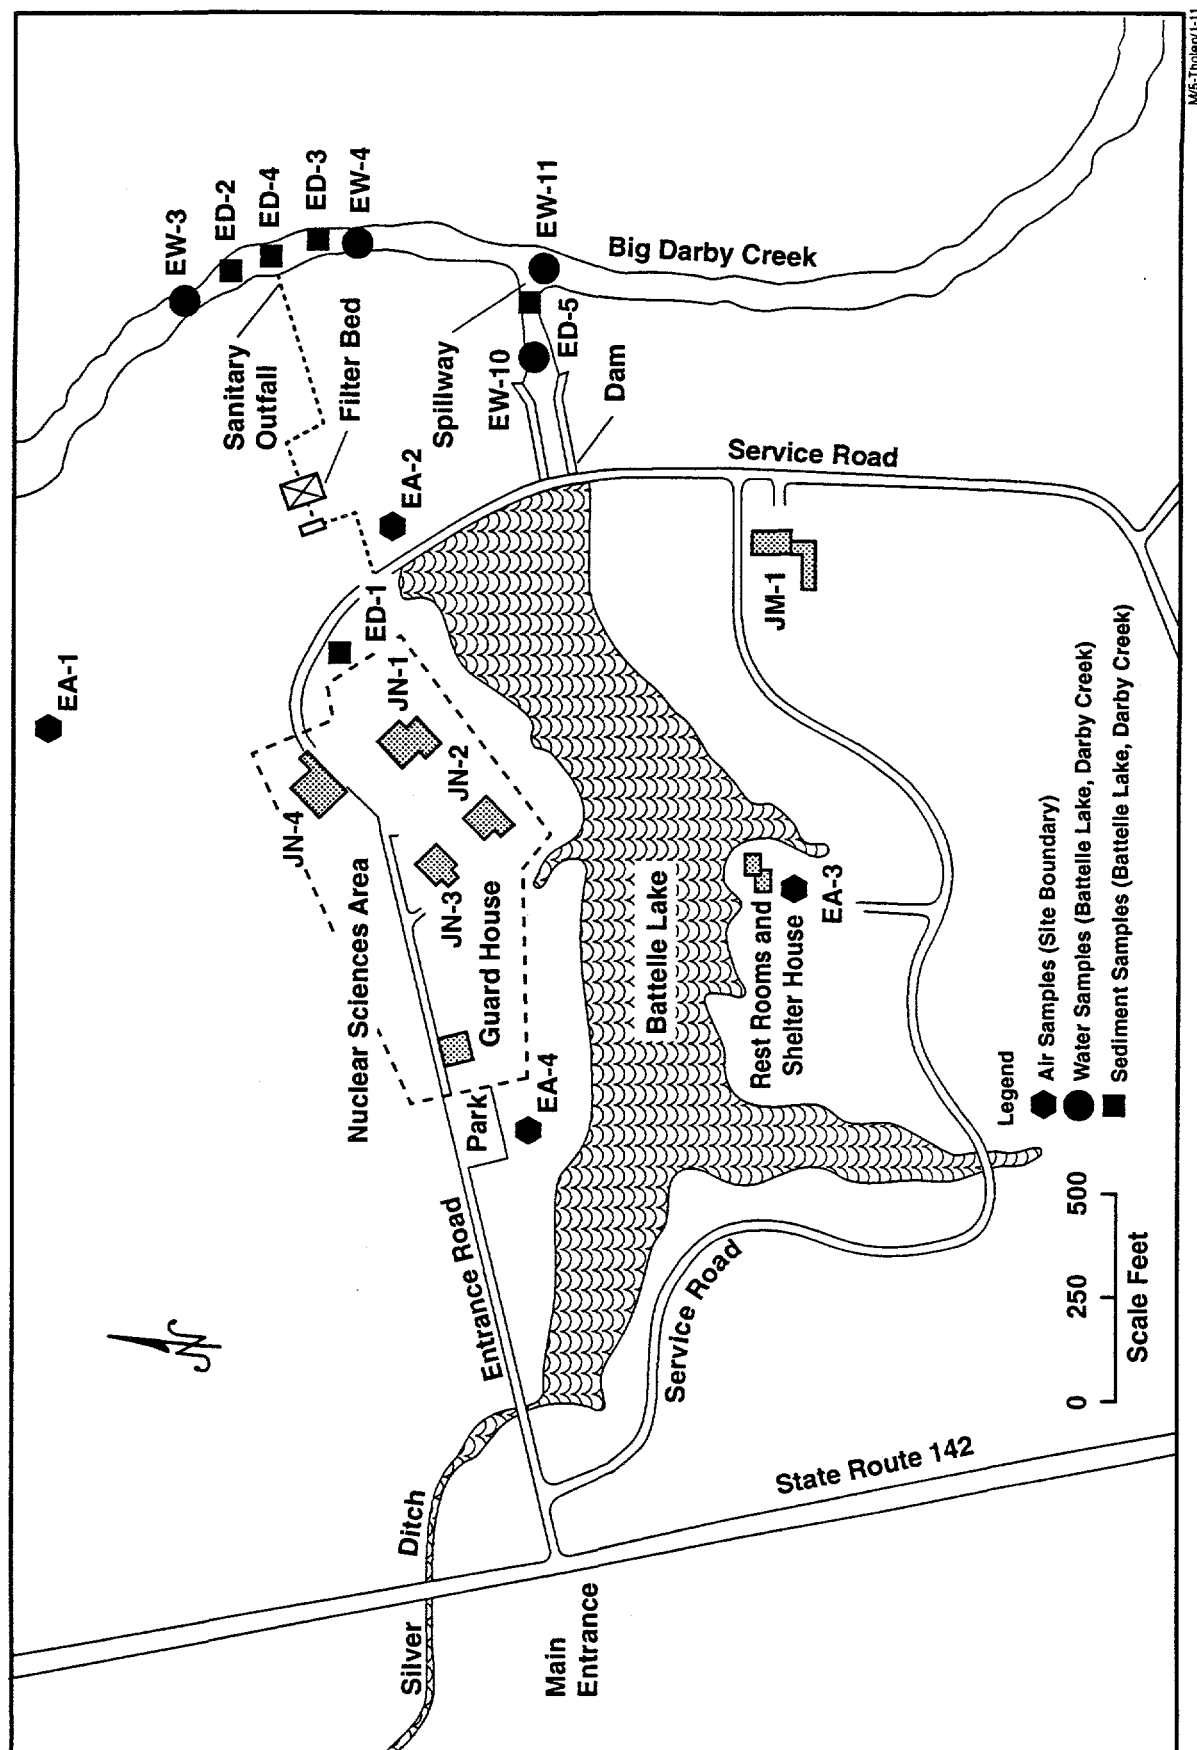 EW-3
ED-2
ED-4
ED-3
EW-4
EW-11
Big Darby Creek
Sanitary
Outfall
Filter Bed
Spillway
EW-10
ED-5
Dam
Service Road
EA-2
EA-1
ED-1
JN-1
JN-2
JN-4
JN-3
JM-1
Nuclear Sciences Area
Guard House
Battelle Lake
Rest Rooms and
Shelter House
EA-3
EA-4
Park
Entrance Road
N
Service Road
State Route 142
Silver
Ditch
Main
Entrance
Legend
Air Samples (Site Boundary)
Water Samples (Battelle Lake, Darby Creek)
Sediment Samples (Battelle Lake, Darby Creek)
0
250
500
Scale Feet
M/5-Tholen/1-11